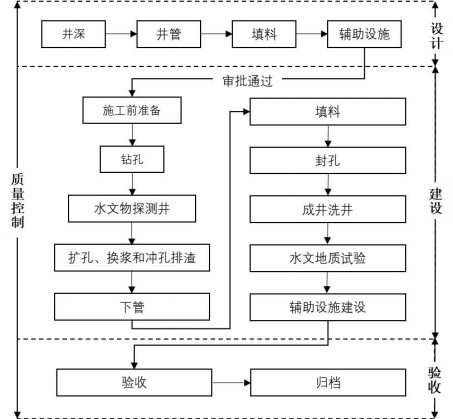 井深
井管
填料
辅助设施
设计
审批通过
施工前准备
钻孔
水文物探测井
扩孔、换浆和冲孔排渣
下管
填料
封孔
成井洗井
水文地质试验
辅助设施建设
建设
质量控制
验收
归档
验收